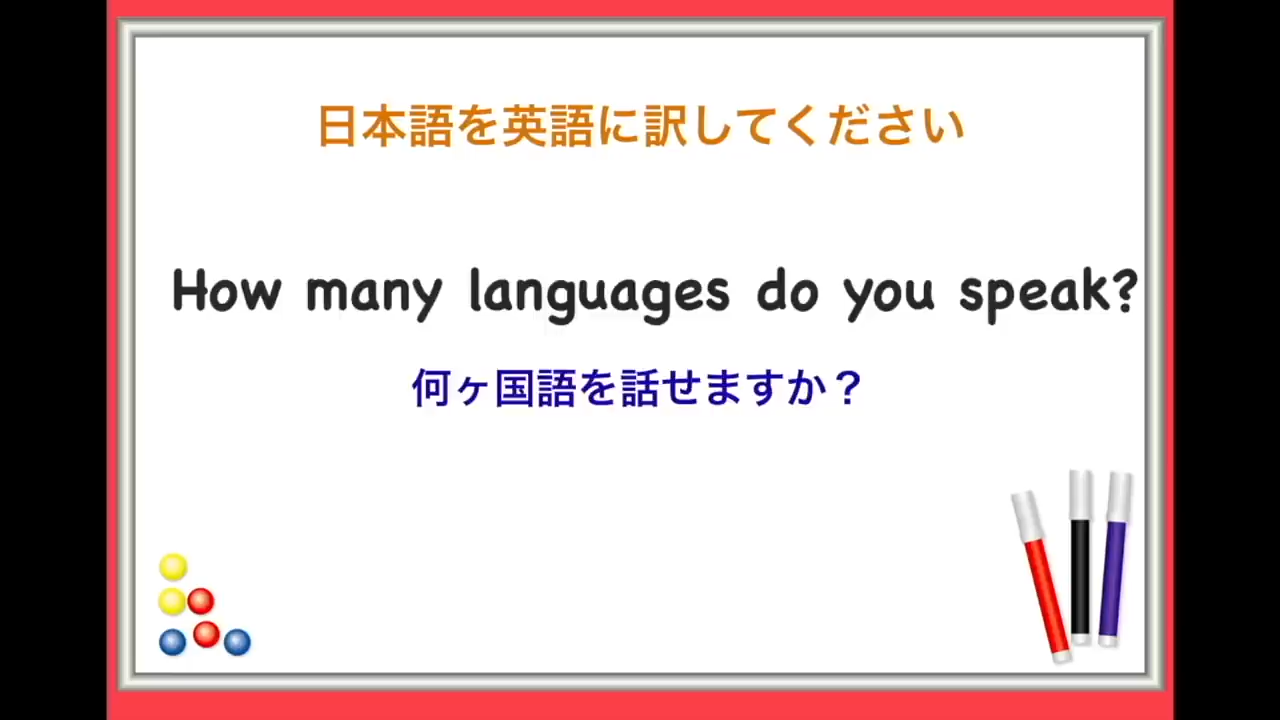 日本語を英語に訳してください
How many languages do you speak?
何ヶ国語を話せますか？